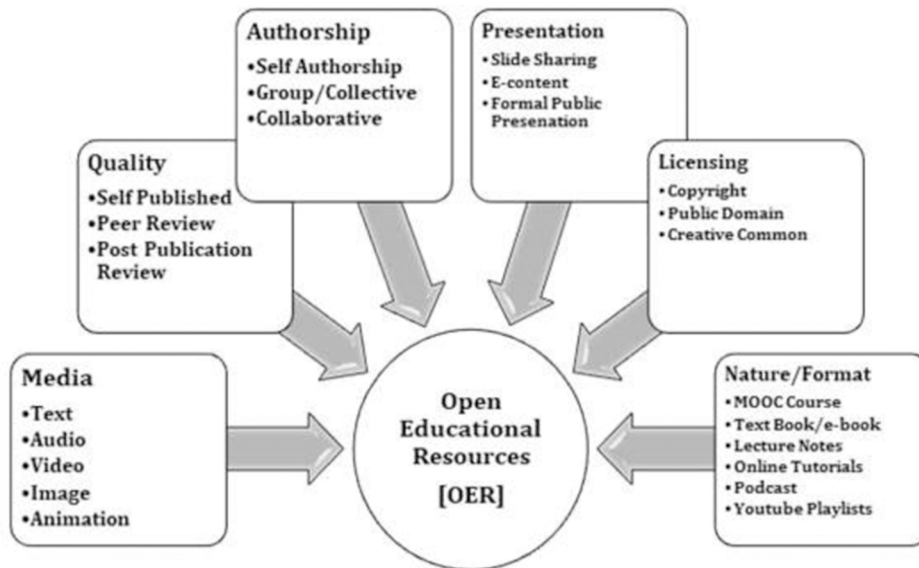 Media
•Text
•Audio
•Video
•Image
•Animation
Quality
•Self Published
•Peer Review
•Post Publication
Review
Authorship
•Self Authorship
•Group/Collective
•Collaborative
Presentation
•Slide Sharing
•E-content
•Formal Public
Presenation
Licensing
•Copyright
•Public Domain
•Creative Common
Nature/Format
•MOOC Course
•Text Book/e-book
•Lecture Notes
•Online Tutorials
•Podcast
•Youtube Playlists
Open
Educational
Resources
[OER]